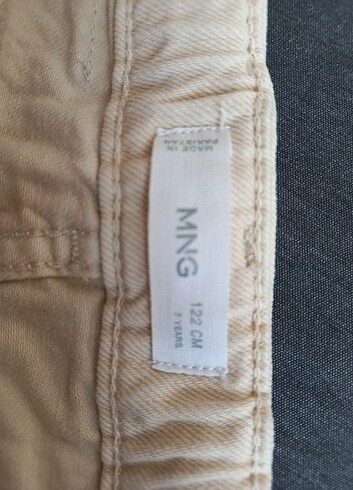 MADE IN
PAKISTAN
MNG
122 CM
7 YEARS